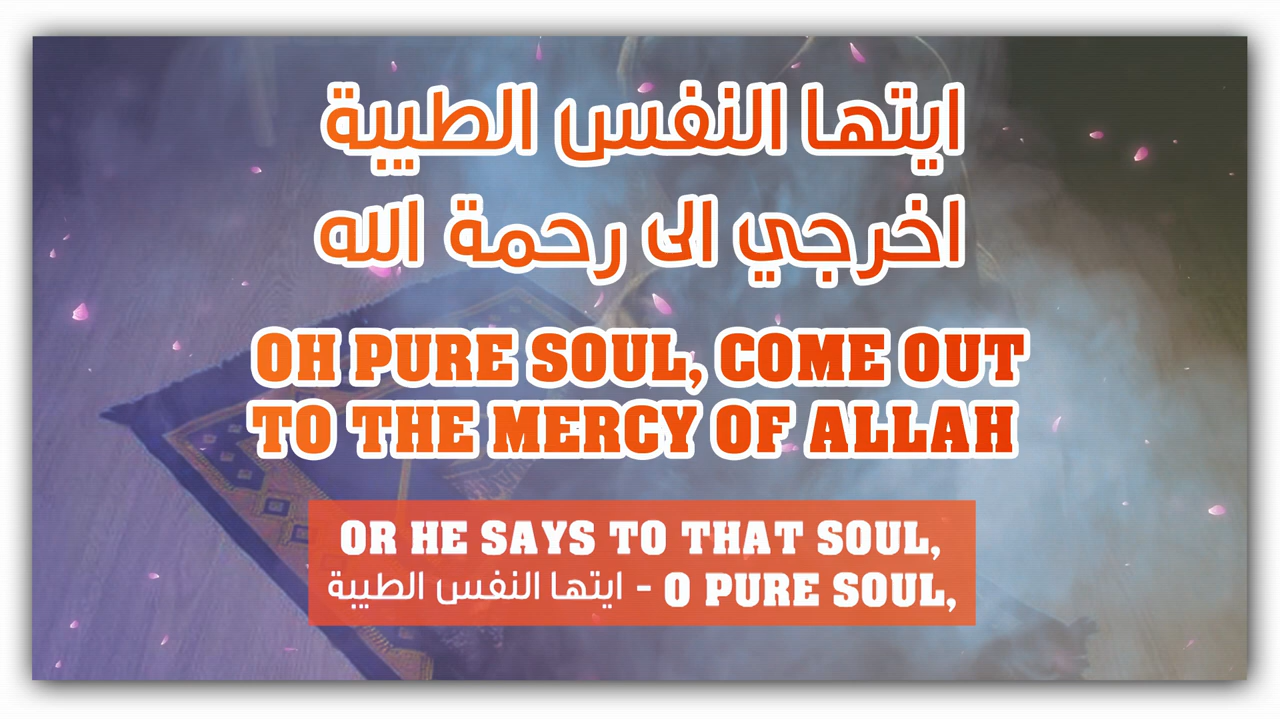 ايتها النفس الطيبة
اخرجي الى رحمة الله
OH PURE SOUL, COME OUT
TO THE MERCY OF ALLAH
OR HE SAYS TO THAT SOUL,
ايتها النفس الطيبة - O PURE SOUL,